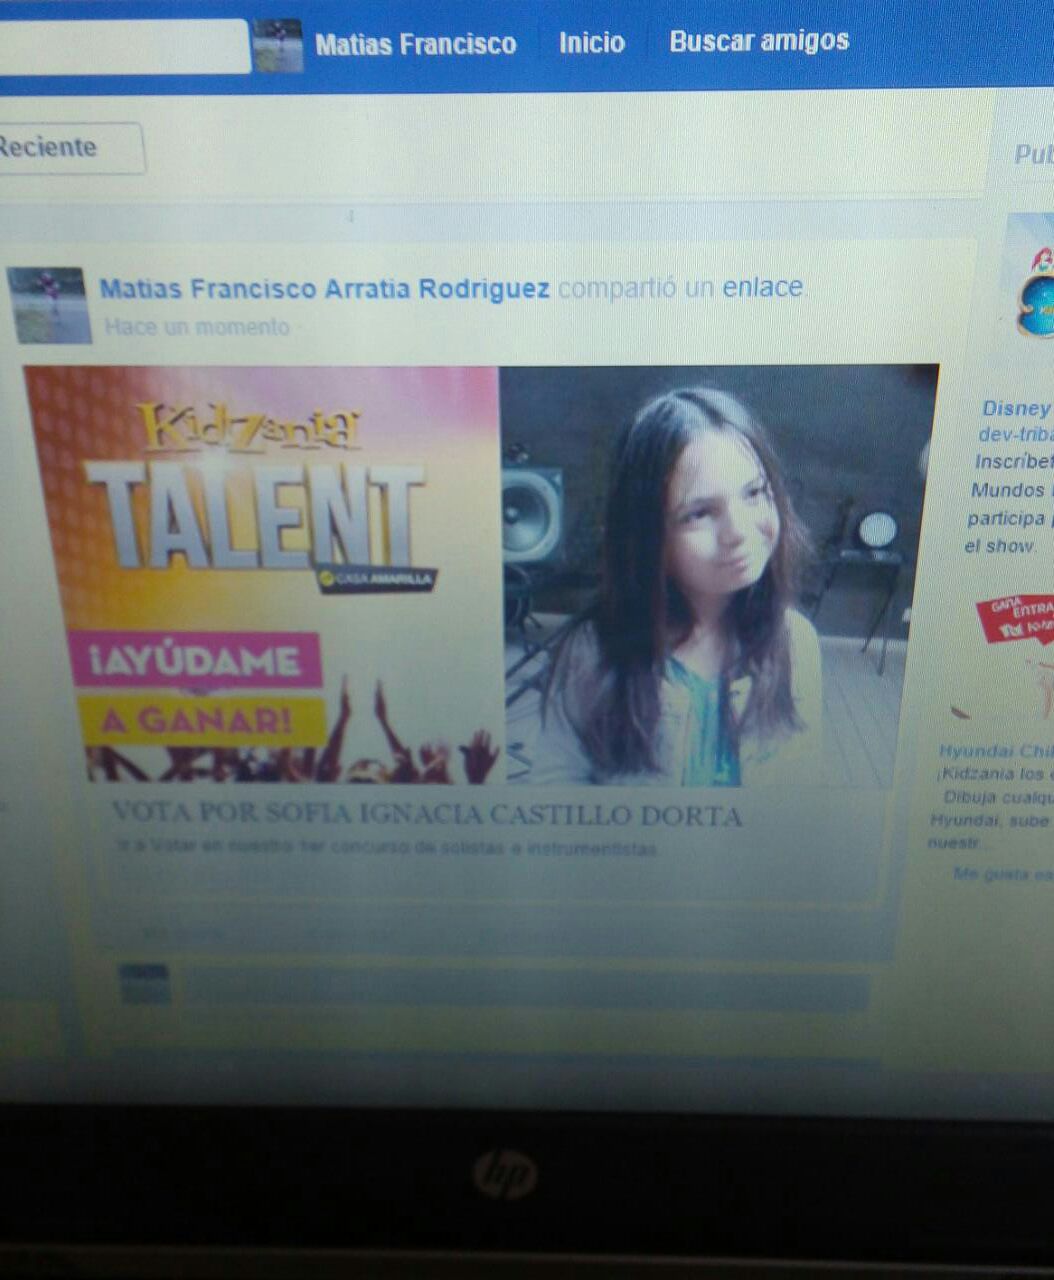 Matias Francisco Inicio Buscar amigos
Reciente
Matias Francisco Arratia Rodriguez compartió un enlace.
Hace un momento ·
Kidzania
TALENT
CASA AMARILLA
¡AYÚDAME
A GANAR!
VOTA POR SOFIA IGNACIA CASTILLO DORTA
Ir a Votar en nuestro 1er concurso de solistas e instrumentistas
Pub
Disney
dev-triba
Inscríbet
Mundos
participa
el show.
GANA
ENTRA
Hyundai Chi
¡Kidzania los
Dibuja cualqu
Hyundai, sube
nuestr...
Me gusta es
hp